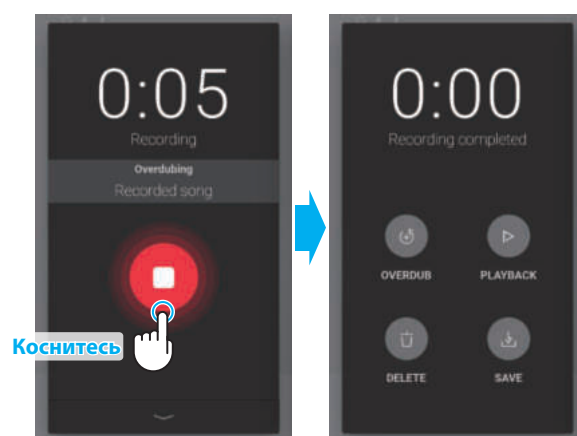 0:05
Recording
Overdubing
Recorded song
Коснитесь
0:00
Recording completed
OVERDUB
PLAYBACK
DELETE
SAVE